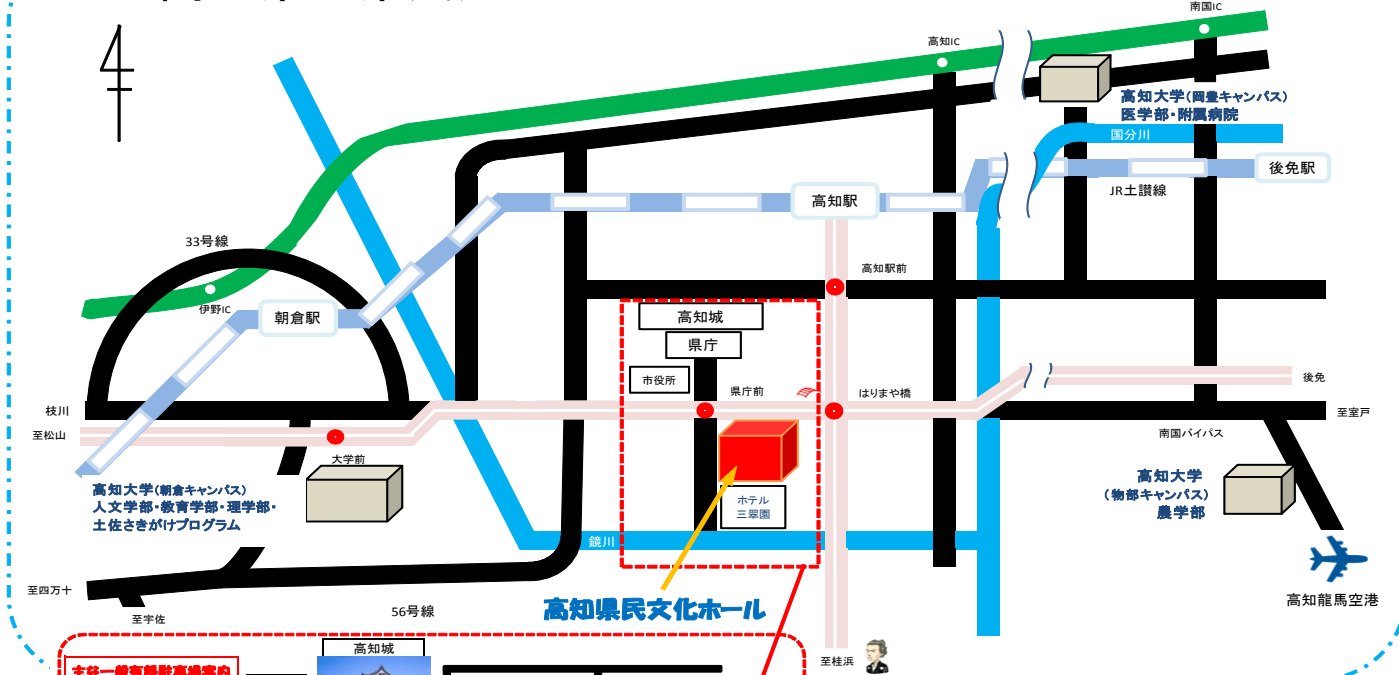 南国IC
高知IC
高知大学(岡豊キャンパス)
医学部・附属病院
国分川
後免駅
JR土讃線
高知駅
33号線
高知駅前
伊野IC
朝倉駅
高知城
県庁
市役所
県庁前
はりまや橋
後免
枝川
至松山
至室戸
南国バイパス
大学前
高知大学(朝倉キャンパス)
人文学部・教育学部・理学部・
土佐さきがけプログラム
高知大学
(物部キャンパス)
農学部
ホテル
三翠園
鏡川
至四万十
至宇佐
56号線
高知県民文化ホール
高知龍馬空港
至桂浜
高知城